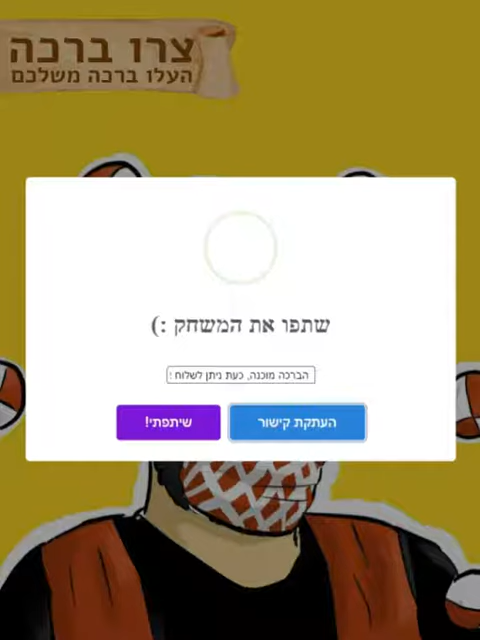 צרו ברכה
העלו ברכה משלכם
שתפו את המשחק :)
הברכה מוכנה, כעת ניתן לשלוח :
העתקת קישור
שיתפתי!